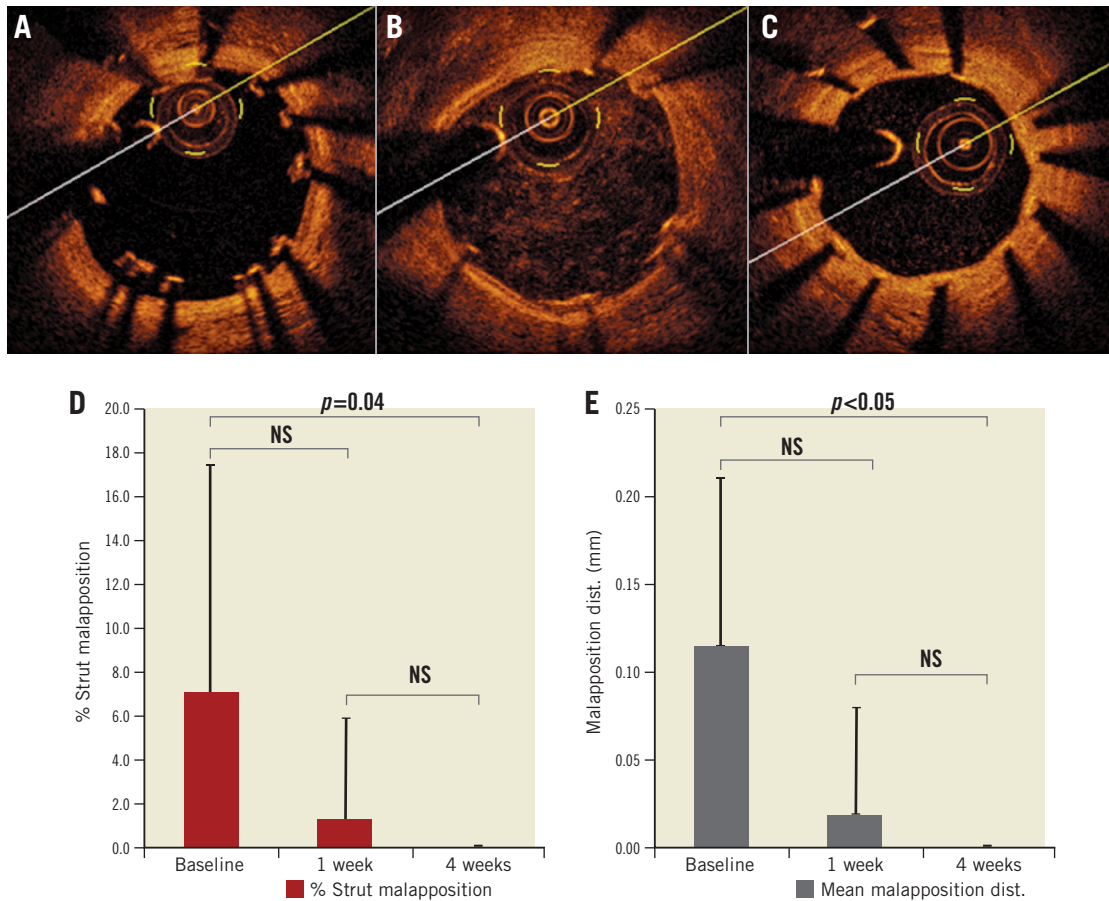 A
B
C
D
E
p=0.04
NS
NS
% Strut malapposition
20.0
18.0
16.0
14.0
12.0
10.0
8.0
6.0
4.0
2.0
0.0
Baseline
1 week
4 weeks
% Strut malapposition
p<0.05
NS
NS
Malapposition dist. (mm)
0.25
0.20
0.15
0.10
0.05
0.00
Baseline
1 week
4 weeks
Mean malapposition dist.